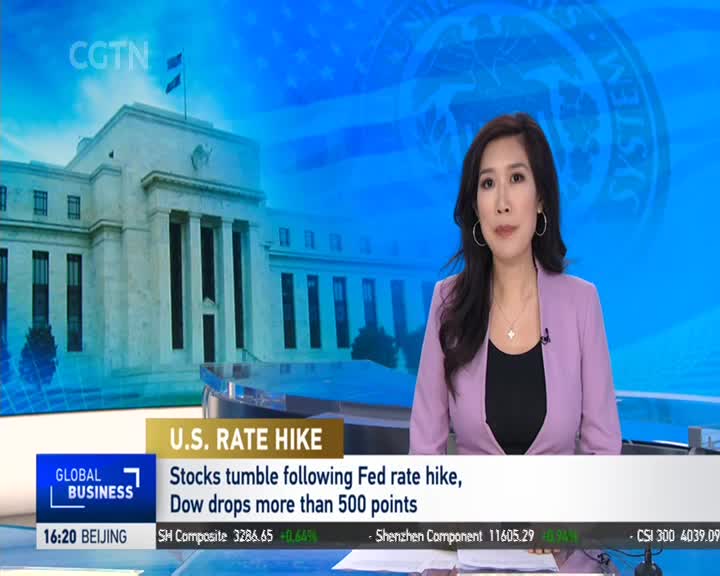 CGTN
SYSTEM
U.S. RATE HIKE
GLOBAL
BUSINESS
Stocks tumble following Fed rate hike,
Dow drops more than 500 points
16:20 BEIJING
SH Composite 3286.65 +0.64% - Shenzhen Component 11605.29 +0.94% - CSI 300 4039.09